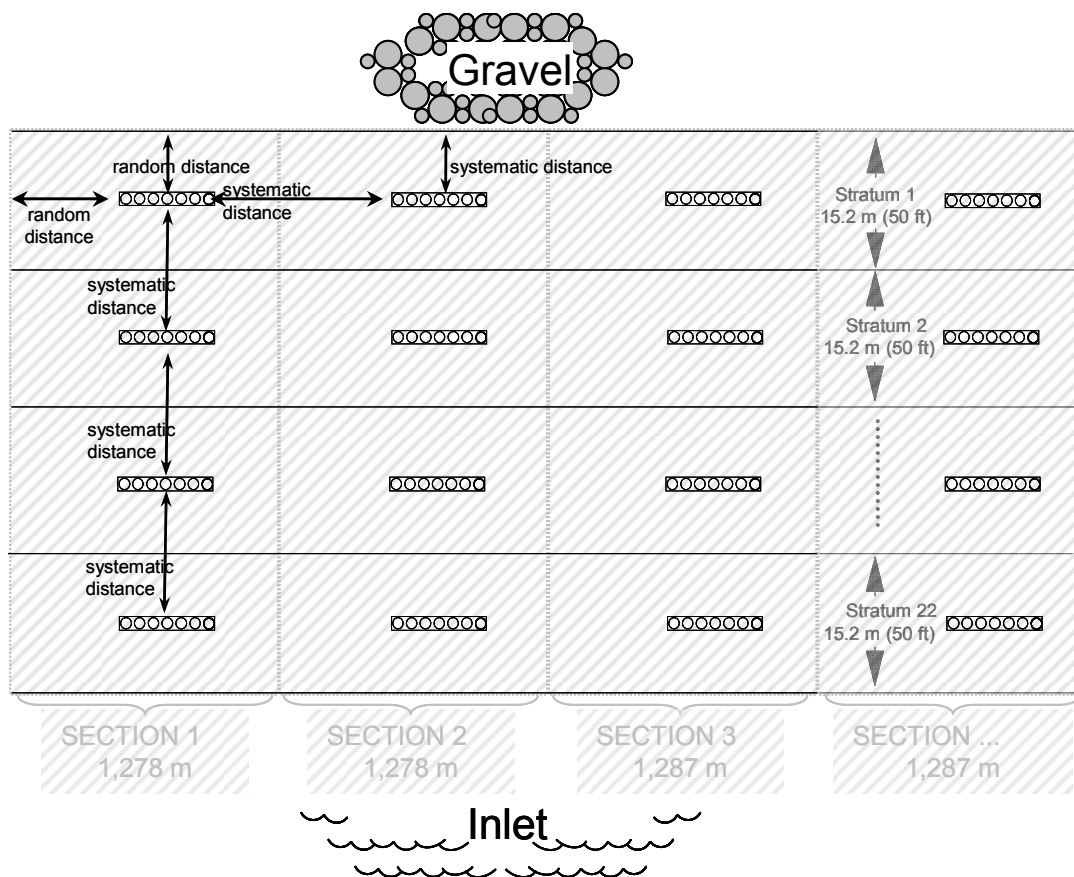 Gravel
random distance
systematic distance
systematic
distance
random
distance
Stratum 1
15.2 m (50 ft)
systematic
distance
Stratum 2
15.2 m (50 ft)
systematic
distance
systematic
distance
Stratum 22
15.2 m (50 ft)
SECTION 1
1,278 m
SECTION 2
1,278 m
SECTION 3
1,287 m
SECTION ...
1,287 m
Inlet